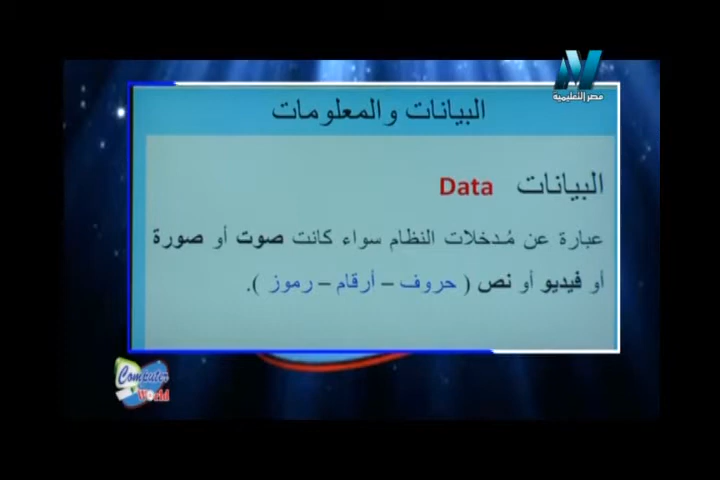 مصر التعليمية
البيانات والمعلومات
البيانات Data
عبارة عن مُدخلات النظام سواء كانت صوت أو صورة
أو فيديو أو نص ( حروف – أرقام – رموز ).
Computer
World